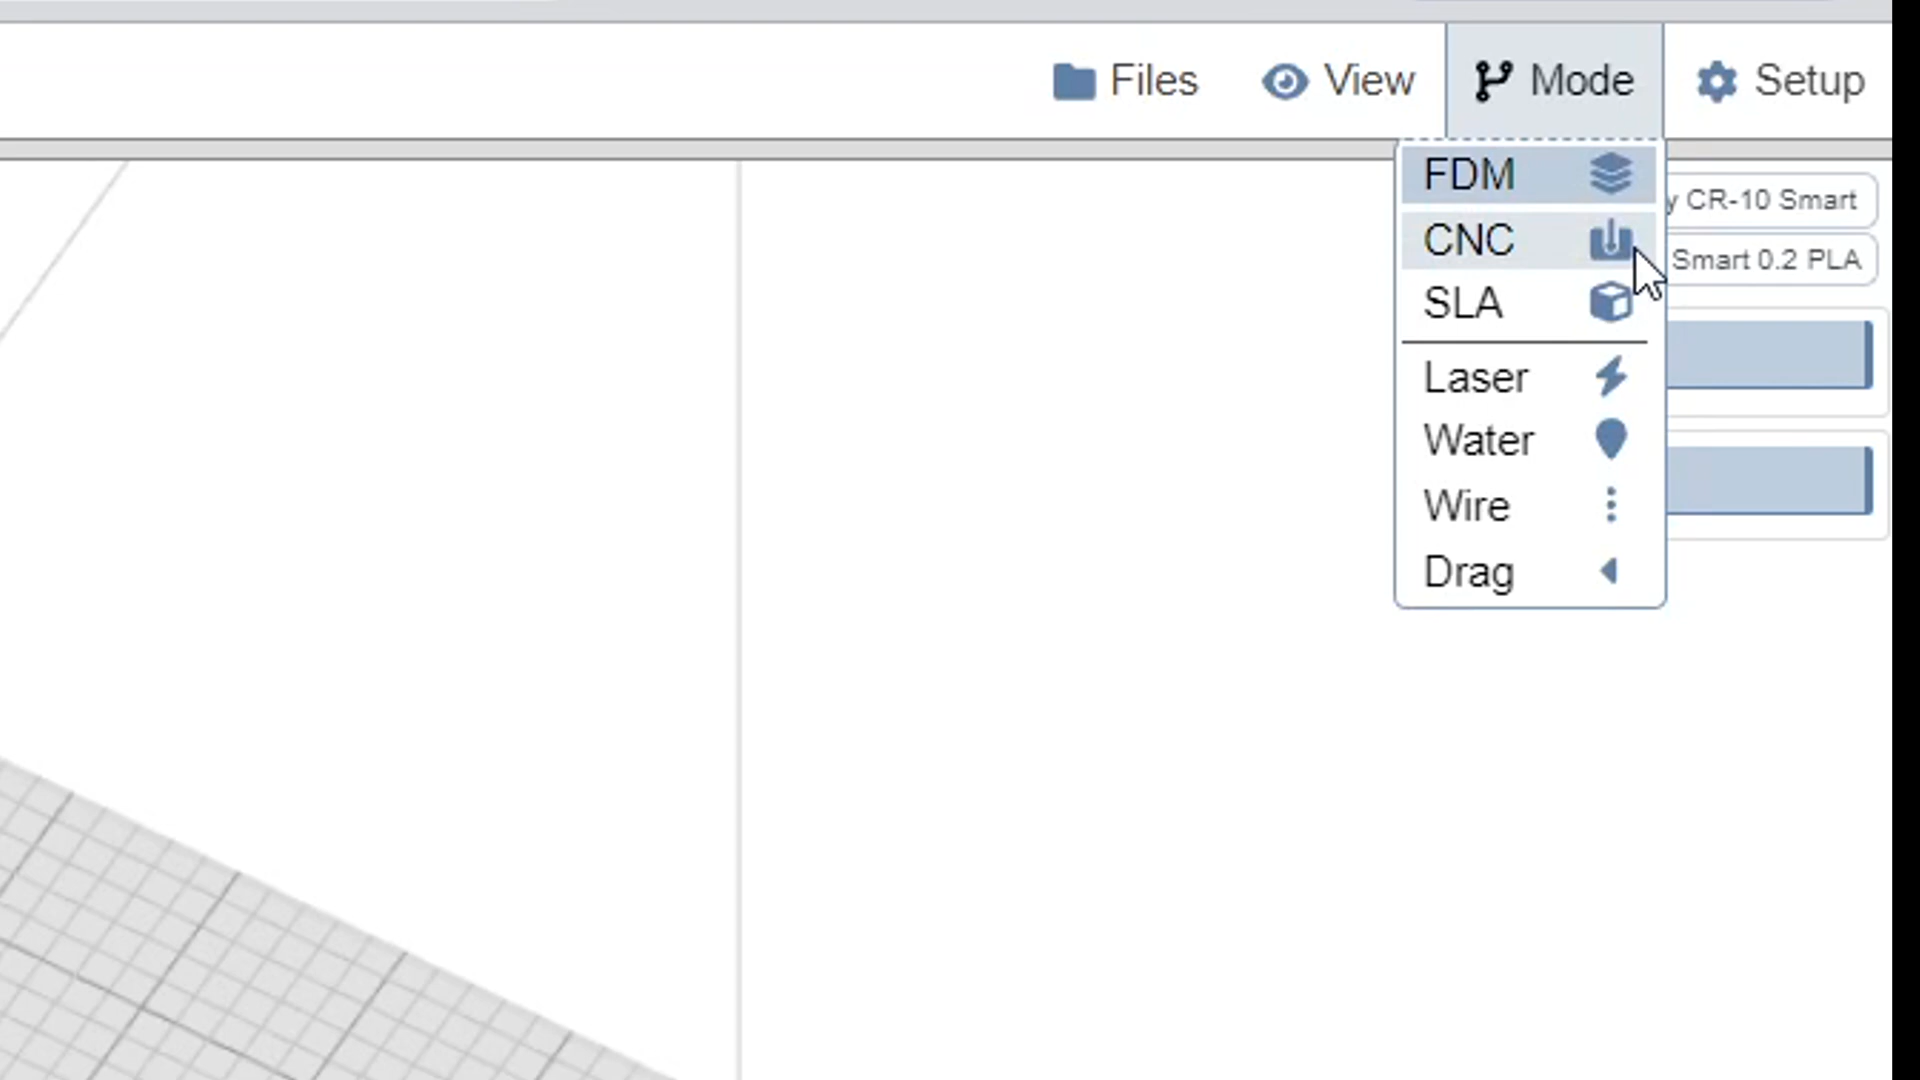 Files View Mode Setup
FDM
CNC
SLA
Laser
Water
Wire
Drag
y CR-10 Smart
Smart 0.2 PLA